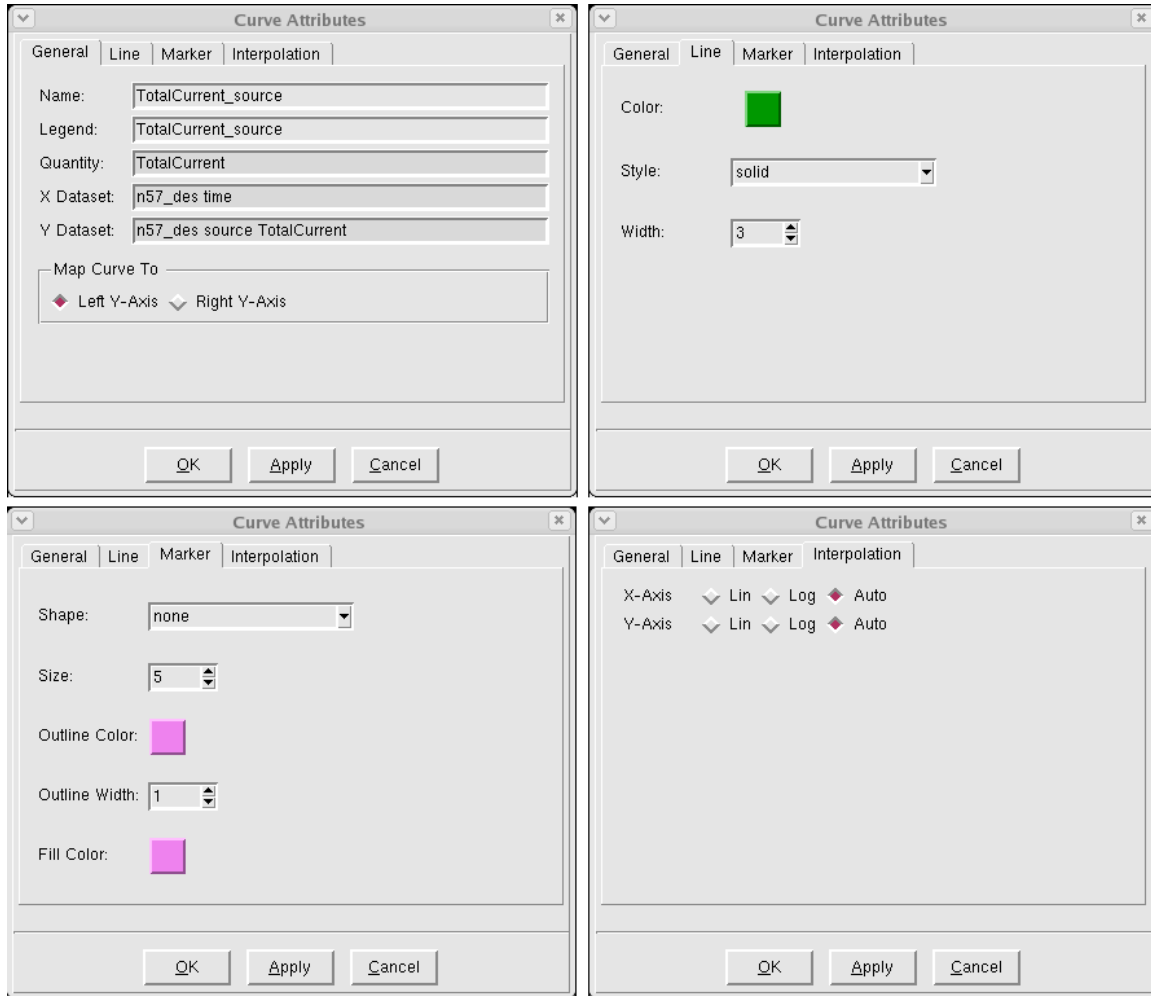 Curve Attributes
General Line Marker Interpolation
Name: TotalCurrent_source
Legend: TotalCurrent_source
Quantity: TotalCurrent
X Dataset: n57_des time
Y Dataset: n57_des source TotalCurrent
Map Curve To
Left Y-Axis Right Y-Axis
OK Apply Cancel
Curve Attributes
General Line Marker Interpolation
Color:
Style: solid
Width: 3
OK Apply Cancel
Curve Attributes
General Line Marker Interpolation
Shape: none
Size: 5
Outline Color:
Outline Width: 1
Fill Color:
OK Apply Cancel
Curve Attributes
General Line Marker Interpolation
X-Axis Lin Log Auto
Y-Axis Lin Log Auto
OK Apply Cancel